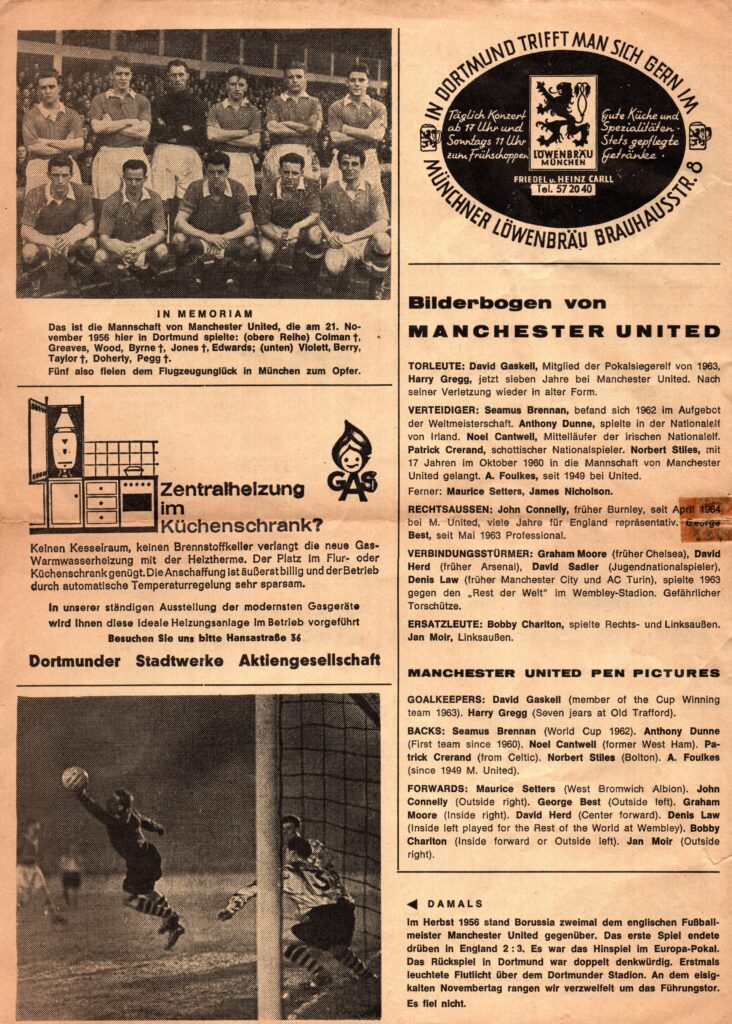 IN MEMORIAM
Das ist die Mannschaft von Manchester United, die am 21. No-
vember 1956 hier in Dortmund spielte: (obere Reihe) Colman †,
Greaves, Wood, Byrne †, Jones †, Edwards; (unten) Violett, Berry,
Taylor †, Doherty, Pegg †.
Fünf also fielen dem Flugzeugunglück in München zum Opfer.
GAS
Zentralheizung
im
Küchenschrank?
Keinen Kesselraum, keinen Brennstoffkeller verlangt die neue Gas-
Warmwasserheizung mit der Heiztherme. Der Platz im Flur- oder
Küchenschrank genügt. Die Anschaffung ist äußerst billig und der Betrieb
durch automatische Temperaturregelung sehr sparsam.
In unserer ständigen Ausstellung der modernsten Gasgeräte
wird Ihnen diese ideale Heizungsanlage im Betrieb vorgeführt
Besuchen Sie uns bitte Hansastraße 36
Dortmunder Stadtwerke Aktiengesellschaft
IN DORTMUND TRIFFT MAN SICH GERN IM
Täglich Konzert
ab 17 Uhr und
Sonntags 11 Uhr
zum Frühschoppen
LÖWENBRÄU
MÜNCHEN
Gute Küche und
Spezialitäten ·
Stets gepflegte
Getränke ·
FRIEDEL u. HEINZ CARLL
Tel. 57 20 40
MÜNCHNER LÖWENBRÄU BRAUHAUSSTR. 8
Bilderbogen von
MANCHESTER UNITED
TORLEUTE: David Gaskell, Mitglied der Pokalsiegerelf von 1963,
Harry Gregg, jetzt sieben Jahre bei Manchester United. Nach
seiner Verletzung wieder in alter Form.
VERTEIDIGER: Seamus Brennan, befand sich 1962 im Aufgebot
der Weltmeisterschaft. Anthony Dunne, spielte in der Nationalelf
von Irland. Noel Cantwell, Mittelläufer der irischen Nationalelf.
Patrick Crerand, schottischer Nationalspieler. Norbert Stiles, mit
17 Jahren im Oktober 1960 in die Mannschaft von Manchester
United gelangt. A. Foulkes, seit 1949 bei United.
Ferner: Maurice Setters, James Nicholson.
RECHTSAUSSEN: John Connelly, früher Burnley, seit April 1964
bei M. United, viele Jahre für England repräsentativ. George
Best, seit Mai 1963 Professional.
VERBINDUNGSSTÜRMER: Graham Moore (früher Chelsea), David
Herd (früher Arsenal), David Sadler (Jugendnationalspieler).
Denis Law (früher Manchester City und AC Turin), spielte 1963
gegen den „Rest der Welt" im Wembley-Stadion. Gefährlicher
Torschütze.
ERSATZLEUTE: Bobby Charlton, spielte Rechts- und Linksaußen.
Jan Moir, Linksaußen.
MANCHESTER UNITED PEN PICTURES
GOALKEEPERS: David Gaskell (member of the Cup Winning
team 1963). Harry Gregg (Seven jears at Old Trafford).
BACKS: Seamus Brennan (World Cup 1962). Anthony Dunne
(First team since 1960). Noel Cantwell (former West Ham). Pa-
trick Crerand (from Celtic). Norbert Stiles (Bolton). A. Foulkes
(since 1949 M. United).
FORWARDS: Maurice Setters (West Bromwich Albion). John
Connelly (Outside right). George Best (Outside left). Graham
Moore (Inside right). David Herd (Center forward). Denis Law
(Inside left played for the Rest of the World at Wembley). Bobby
Charlton (Inside forward or Outside left). Jan Moir (Outside
right).
◄ DAMALS
Im Herbst 1956 stand Borussia zweimal dem englischen Fußball-
meister Manchester United gegenüber. Das erste Spiel endete
drüben in England 2 : 3. Es war das Hinspiel im Europa-Pokal.
Das Rückspiel in Dortmund war doppelt denkwürdig. Erstmals
leuchtete Flutlicht über dem Dortmunder Stadion. An dem eisig-
kalten Novembertag rangen wir verzweifelt um das Führungstor.
Es fiel nicht.